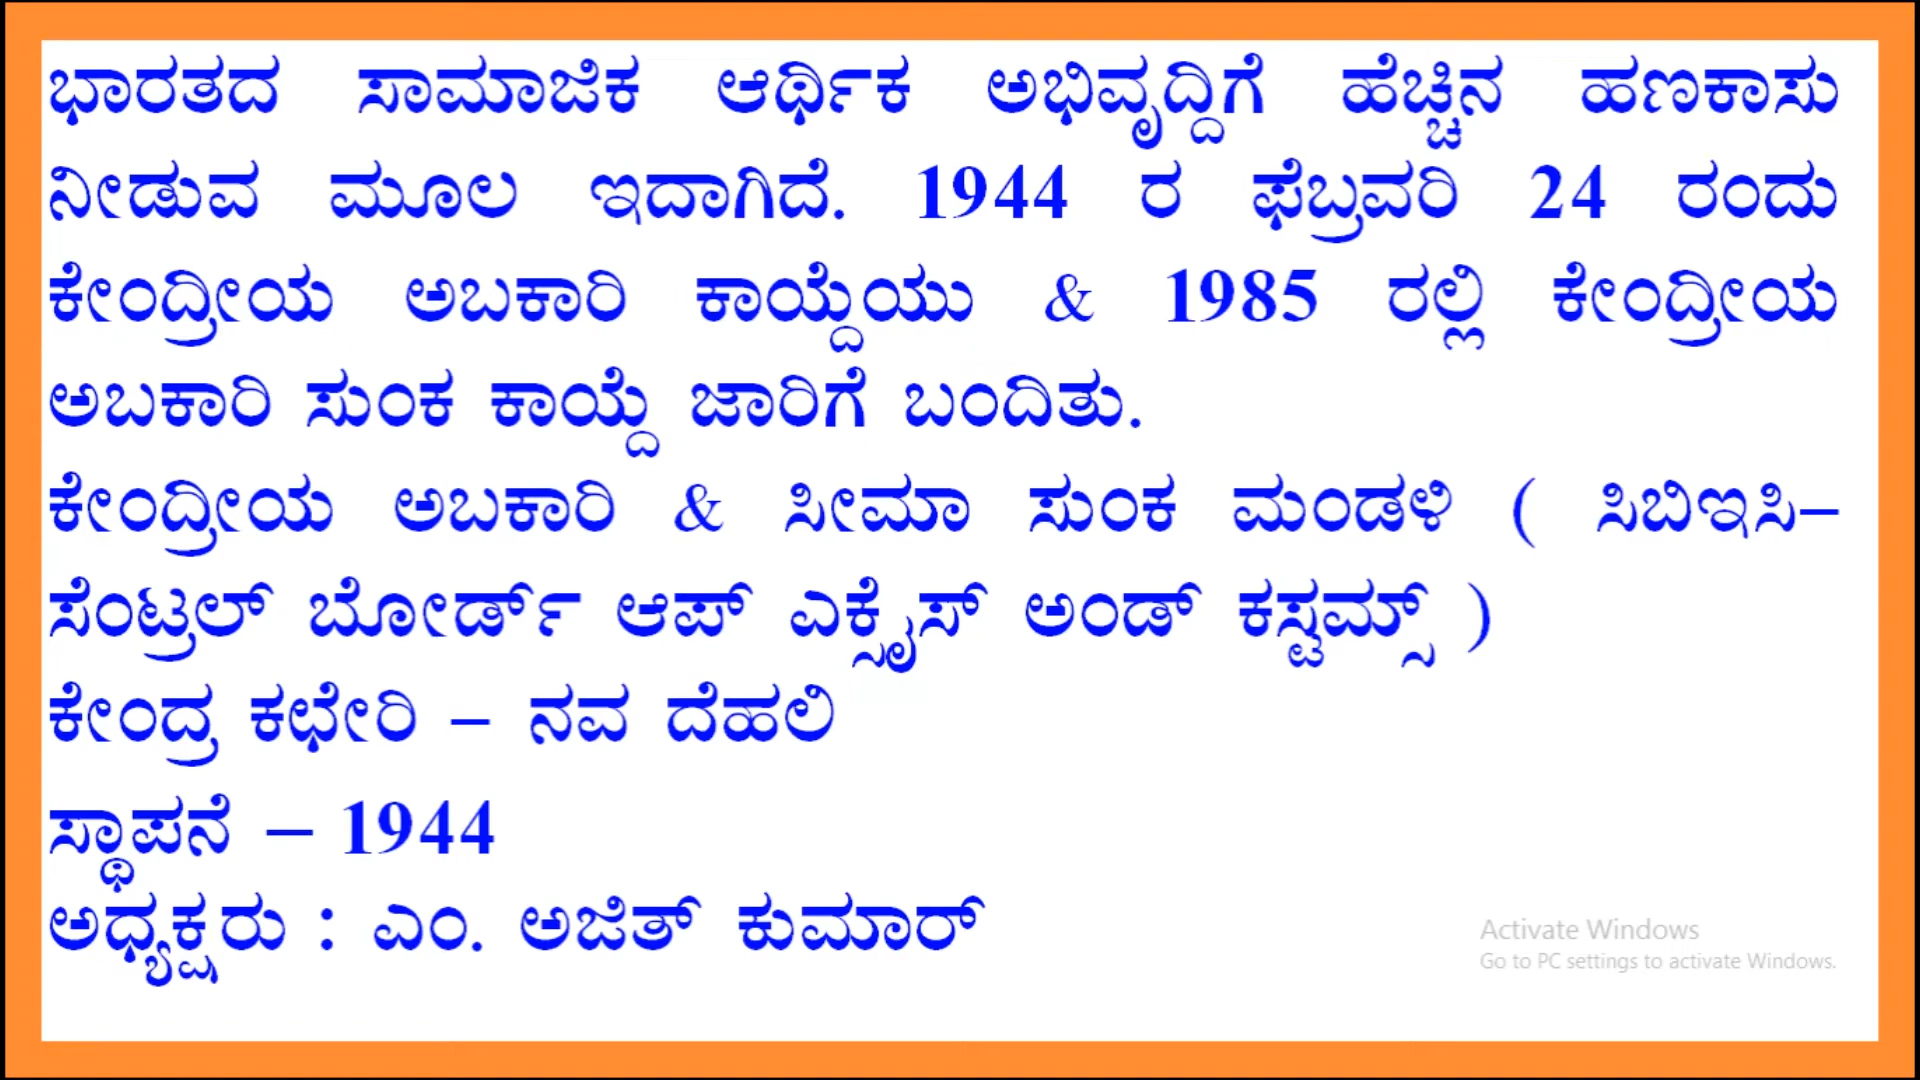 ಭಾರತದ ಸಾಮಾಜಿಕ ಆರ್ಥಿಕ ಅಭಿವೃದ್ದಿಗೆ ಹೆಚ್ಚಿನ ಹಣಕಾಸು
ನೀಡುವ ಮೂಲ ಇದಾಗಿದೆ. 1944 ರ ಫೆಬ್ರವರಿ 24 ರಂದು
ಕೇಂದ್ರೀಯ ಅಬಕಾರಿ ಕಾಯ್ದೆಯು & 1985 ರಲ್ಲಿ ಕೇಂದ್ರೀಯ
ಅಬಕಾರಿ ಸುಂಕ ಕಾಯ್ದೆ ಜಾರಿಗೆ ಬಂದಿತು.
ಕೇಂದ್ರೀಯ ಅಬಕಾರಿ & ಸೀಮಾ ಸುಂಕ ಮಂಡಳಿ ( ಸಿಬಿಇಸಿ–
ಸೆಂಟ್ರಲ್ ಬೋರ್ಡ್ ಆಪ್ ಎಕ್ಸೈಸ್ ಅಂಡ್ ಕಸ್ಟಮ್ಸ್ )
ಕೇಂದ್ರ ಕಛೇರಿ – ನವ ದೆಹಲಿ
ಸ್ಥಾಪನೆ – 1944
ಅಧ್ಯಕ್ಷರು : ಎಂ. ಅಜಿತ್ ಕುಮಾರ್
Activate Windows
Go to PC settings to activate Windows.